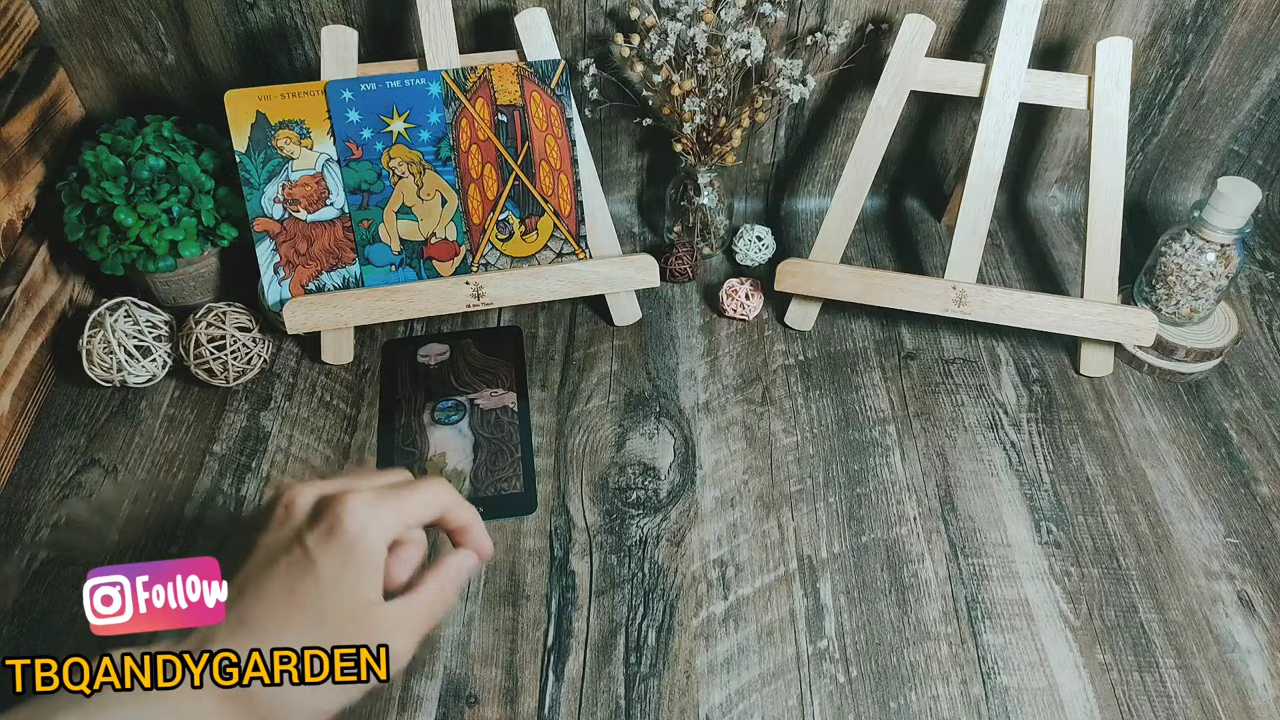 VIII - STRENGTH
XVII - THE STAR
Follow
TBQANDYGARDEN